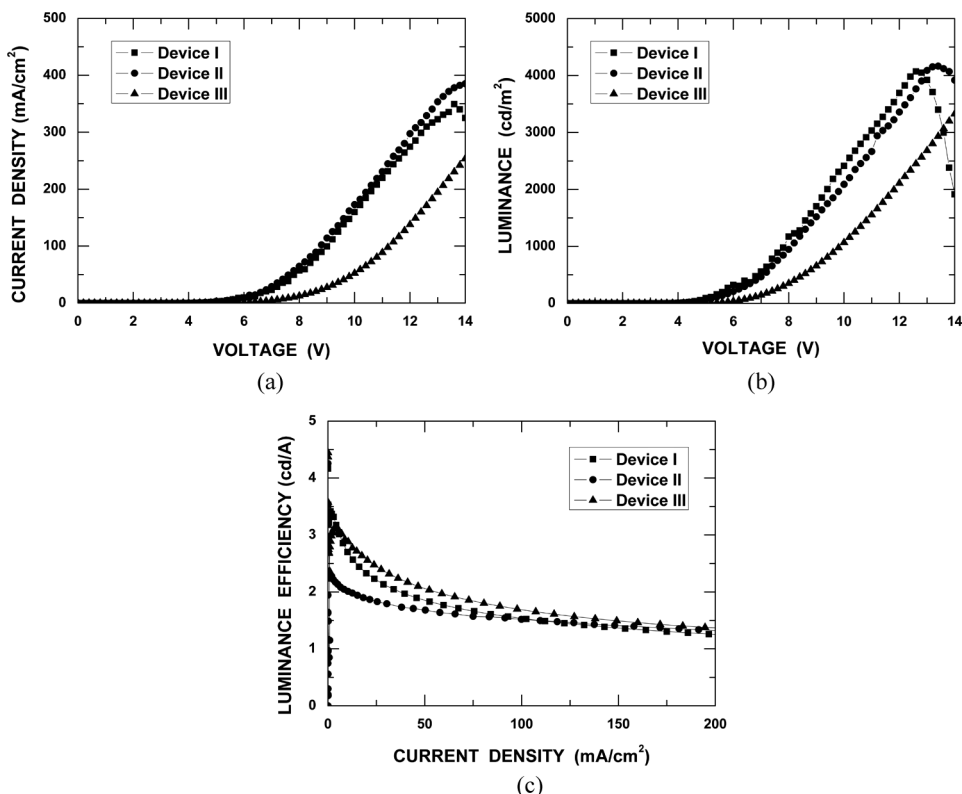 500
400
300
200
100
0
CURRENT DENSITY (mA/cm²)
Device I
Device II
Device III
0 2 4 6 8 10 12 14
VOLTAGE (V)
(a)
5000
4000
3000
2000
1000
0
LUMINANCE (cd/m²)
Device I
Device II
Device III
0 2 4 6 8 10 12 14
VOLTAGE (V)
(b)
5
4
3
2
1
0
LUMINANCE EFFICIENCY (cd/A)
Device I
Device II
Device III
0 50 100 150 200
CURRENT DENSITY (mA/cm²)
(c)